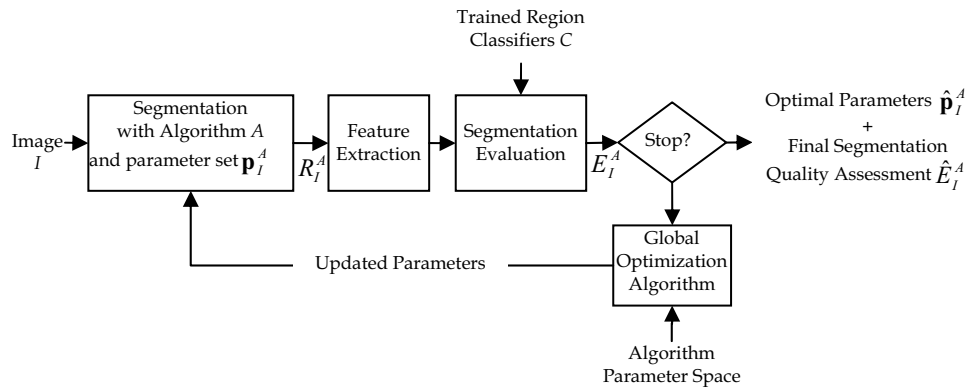 Trained Region
Classifiers C
Image
I
Segmentation
with Algorithm A
and parameter set 𝐩_I^A
R_I^A
Feature
Extraction
Segmentation
Evaluation
E_I^A
Stop?
Optimal Parameters 𝐩̂_I^A
+
Final Segmentation
Quality Assessment Ê_I^A
Updated Parameters
Global
Optimization
Algorithm
Algorithm
Parameter Space